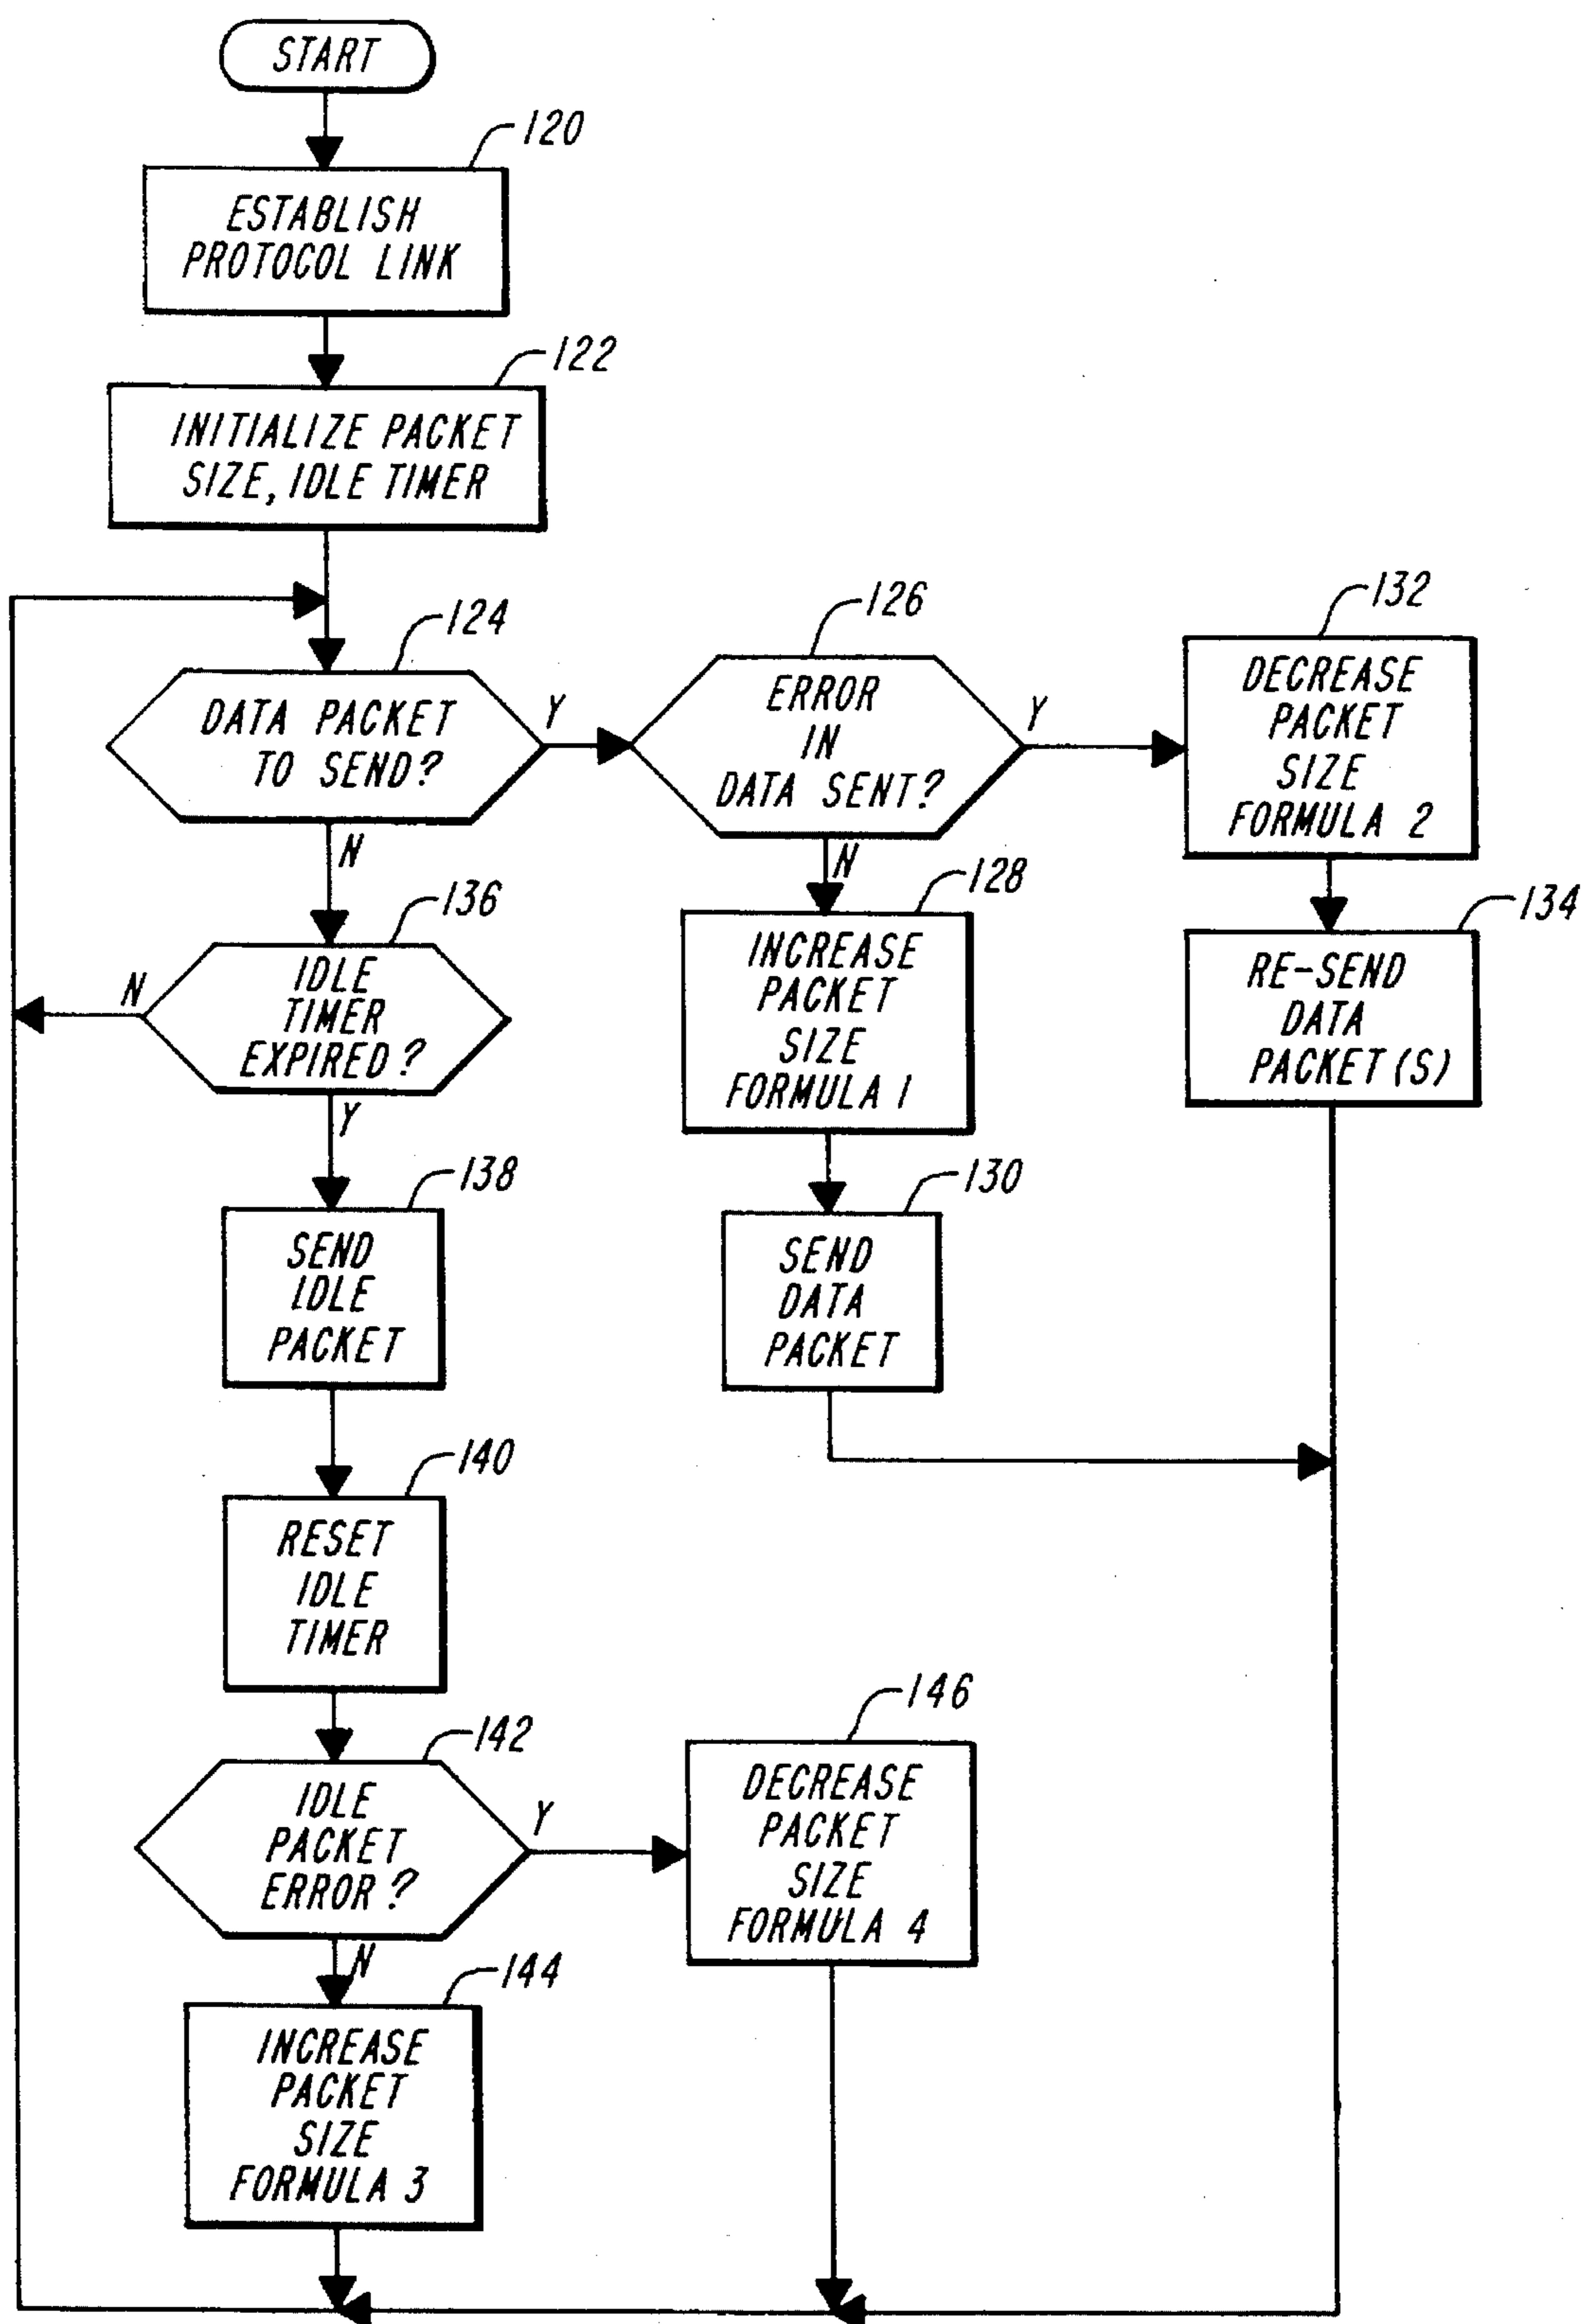 START
120
ESTABLISH
PROTOCOL LINK
122
INITIALIZE PACKET
SIZE, IDLE TIMER
124
DATA PACKET
TO SEND?
Y
N
126
ERROR
IN
DATA SENT?
Y
N
132
DECREASE
PACKET
SIZE
FORMULA 2
134
RE-SEND
DATA
PACKET(S)
128
INCREASE
PACKET
SIZE
FORMULA 1
130
SEND
DATA
PACKET
136
IDLE
TIMER
EXPIRED?
N
Y
138
SEND
IDLE
PACKET
140
RESET
IDLE
TIMER
142
IDLE
PACKET
ERROR?
Y
N
146
DECREASE
PACKET
SIZE
FORMULA 4
144
INCREASE
PACKET
SIZE
FORMULA 3